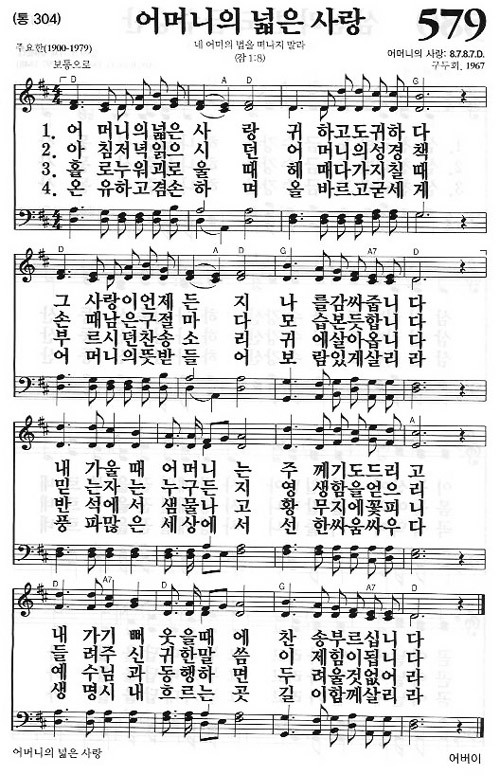 (통 304)
어머니의 넓은 사랑
579
주요한(1900-1979)
네 어미의 법을 떠나지 말라
(잠 1:8)
어머니의 사랑: 8.7.8.7.D.
구두회, 1967
보통으로
D A D G
1. 어 머니의넓은 사 랑 귀 하고도귀하 다
2. 아 침저녁읽으시 던 어 머니의성경 책
3. 홀 로누워괴로울 때 헤 매다가지칠 때
4. 온 유하고겸손하 며 올 바르고굳세 게
D A D G A7 D
그 사랑이언제 든 지 나 를감싸줍니 다
손 때남은구절 마 다 모 습본듯합니 다
부 르시던찬송 소 리 귀 에살아옵니 다
어 머니의뜻받 들 어 보 람있게살리 라
D G D A
내 가울때 어머니 는 주 께기도드리 고
믿 는자는 누구든 지 영 생함을얻으 리
반 석에서 샘물나 고 황 무지에꽃피 니
풍 파많은 세상에 서 선 한싸움싸우 다
D G D G A7 D
내 가기 뻐 웃을때 에 찬 송부르십니 다
들 려주 신 귀한말 씀 이 제힘이됩니 다
예 수님 과 동행하 면 두 려울것없어 라
생 명시 내 흐르는 곳 길 이함께살리 라
어머니의 넓은 사랑
어버이